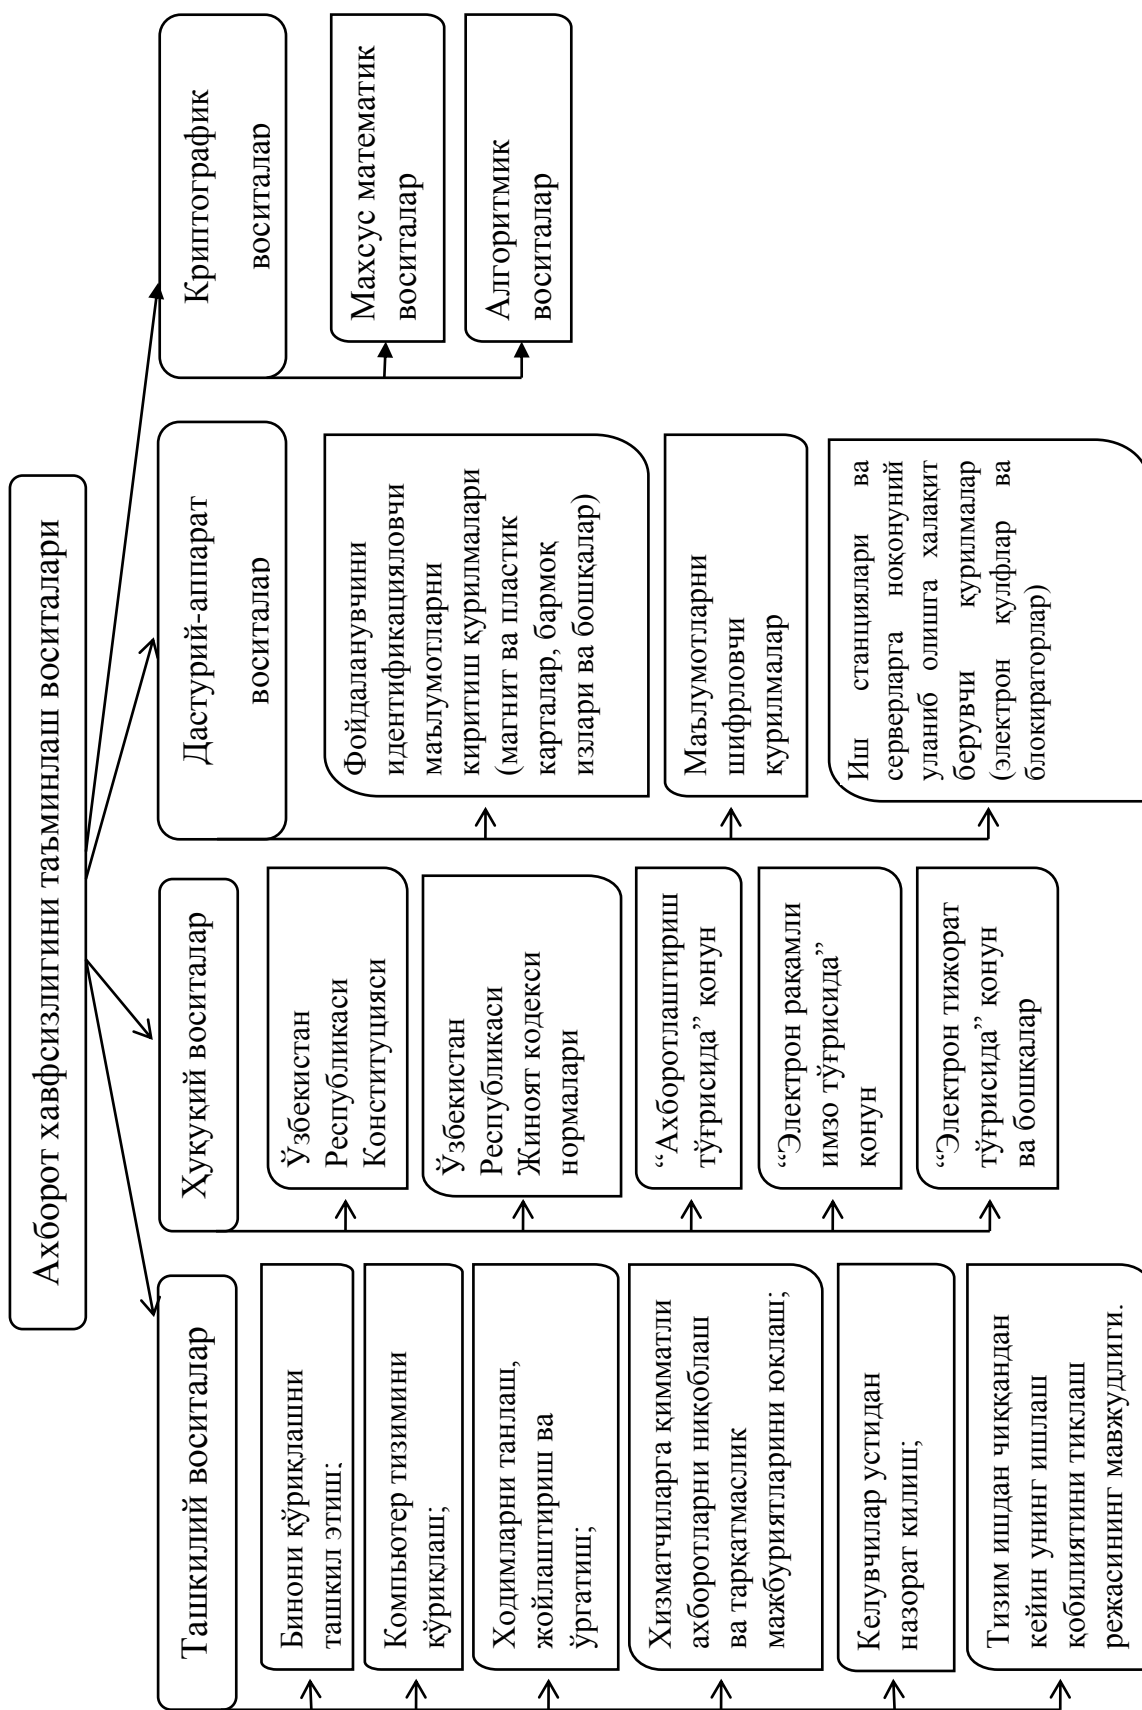 Ахборот хавфсизлигини таъминлаш воситалари
Ташкилий воситалар
Бинони қўриқлашни
ташкил этиш;
Компьютер тизимини
қўриқлаш;
Ходимларни танлаш,
жойлаштириш ва
ўргатиш;
Хизматчиларга қимматли
ахборотларни ниқоблаш
ва тарқатмаслик
мажбуриятларини юклаш;
Келувчилар устидан
назорат килиш;
Тизим ишдан чиққандан
кейин унинг ишлаш
қобилиятини тиклаш
режасининг мавжудлиги.
Ҳуқуқий воситалар
Ўзбекистан
Республикаси
Конституцияси
Ўзбекистан
Республикаси
Жиноят кодекси
нормалари
“Ахборотлаштириш
тўғрисида” қонун
“Электрон рақамли
имзо тўғрисида”
қонун
“Электрон тижорат
тўғрисида” қонун
ва бошқалар
Дастурий-аппарат
воситалар
Фойдаланувчини
идентификацияловчи
маълумотларни
киритиш қурилмалари
(магнит ва пластик
карталар, бармоқ
излари ва бошқалар)
Маълумотларни
шифрловчи
қурилмалар
Иш станциялари ва
серверларга ноқонуний
уланиб олишга халақит
берувчи қурилмалар
(электрон қулфлар ва
блокираторлар)
Криптографик
воситалар
Махсус математик
воситалар
Алгоритмик
воситалар